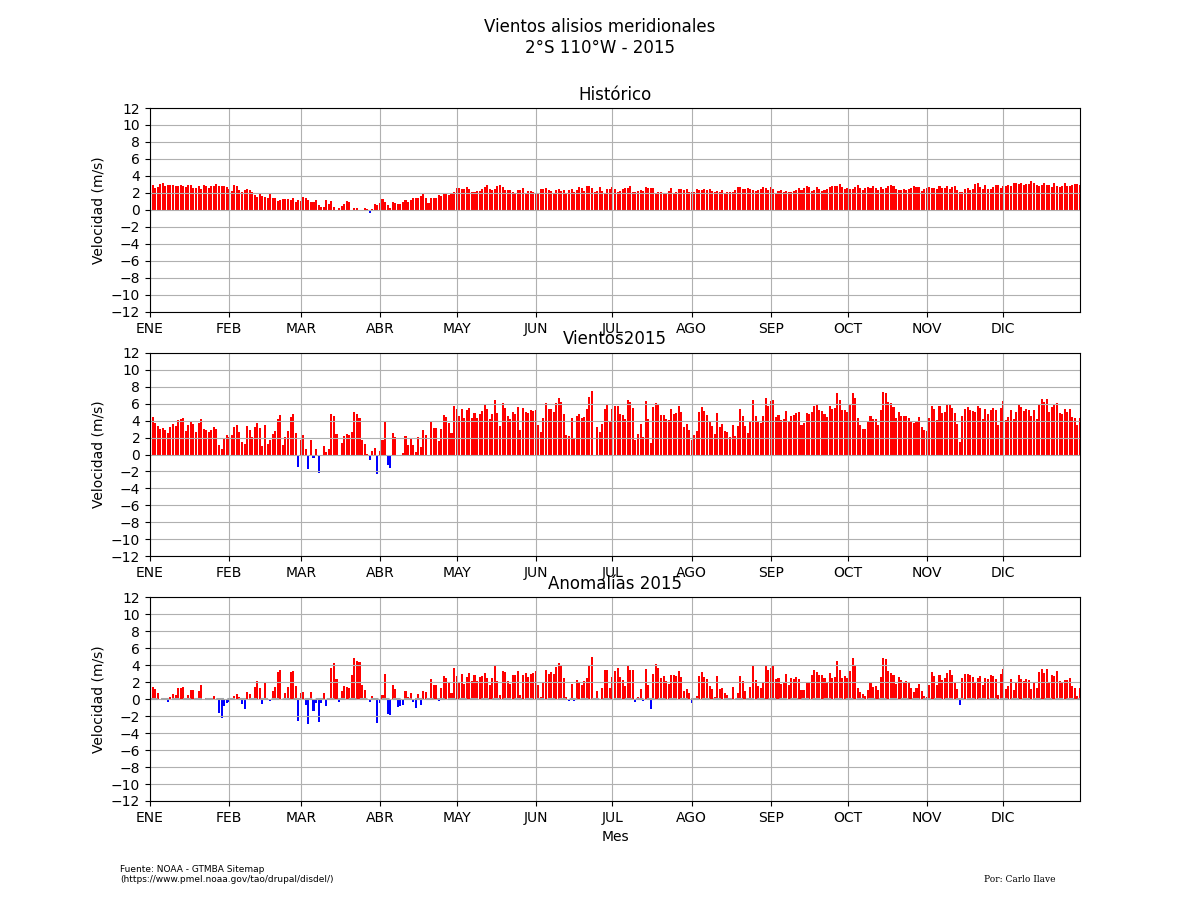 Vientos alisios meridionales
2°S 110°W - 2015
Histórico
12
10
8
6
4
2
0
−2
−4
−6
−8
−10
−12
Velocidad (m/s)
ENE FEB MAR ABR MAY JUN JUL AGO SEP OCT NOV DIC
Vientos2015
12
10
8
6
4
2
0
−2
−4
−6
−8
−10
−12
Velocidad (m/s)
ENE FEB MAR ABR MAY JUN JUL AGO SEP OCT NOV DIC
Anomalías 2015
12
10
8
6
4
2
0
−2
−4
−6
−8
−10
−12
Velocidad (m/s)
ENE FEB MAR ABR MAY JUN JUL AGO SEP OCT NOV DIC
Mes
Fuente: NOAA - GTMBA Sitemap
(https://www.pmel.noaa.gov/tao/drupal/disdel/)
Por: Carlo Ilave